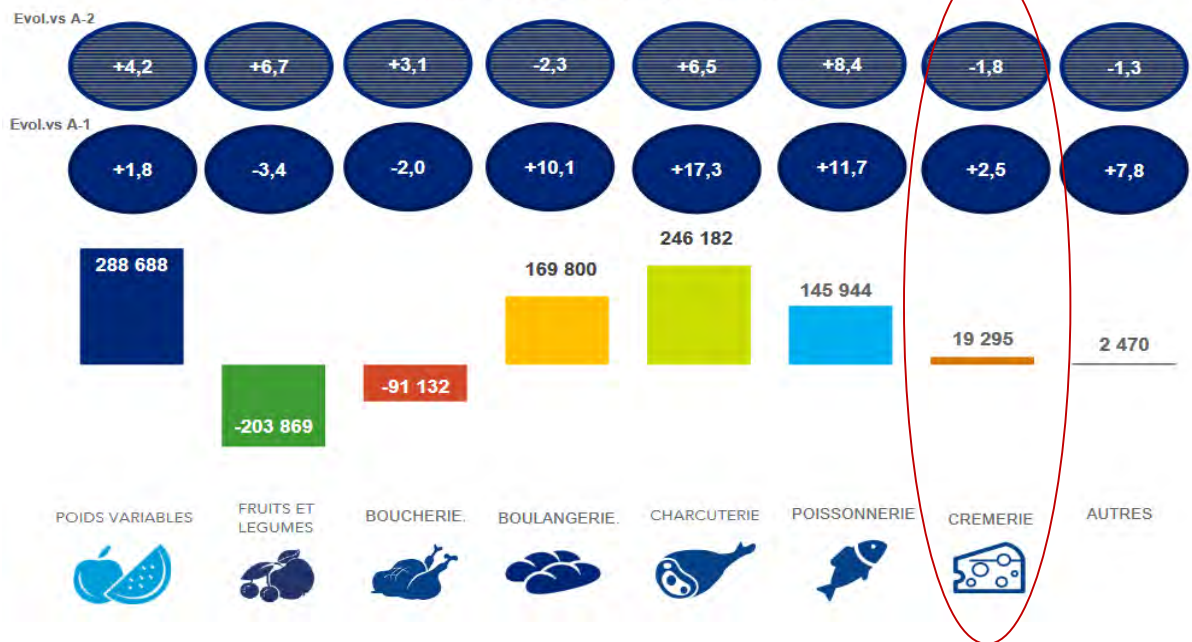 Evol.vs A-2
+4,2 +6,7 +3,1 -2,3 +6,5 +8,4 -1,8 -1,3
Evol.vs A-1
+1,8 -3,4 -2,0 +10,1 +17,3 +11,7 +2,5 +7,8
288 688
-203 869
-91 132
169 800
246 182
145 944
19 295
2 470
POIDS VARIABLES
FRUITS ET
LEGUMES
BOUCHERIE.
BOULANGERIE.
CHARCUTERIE
POISSONNERIE
CREMERIE
AUTRES